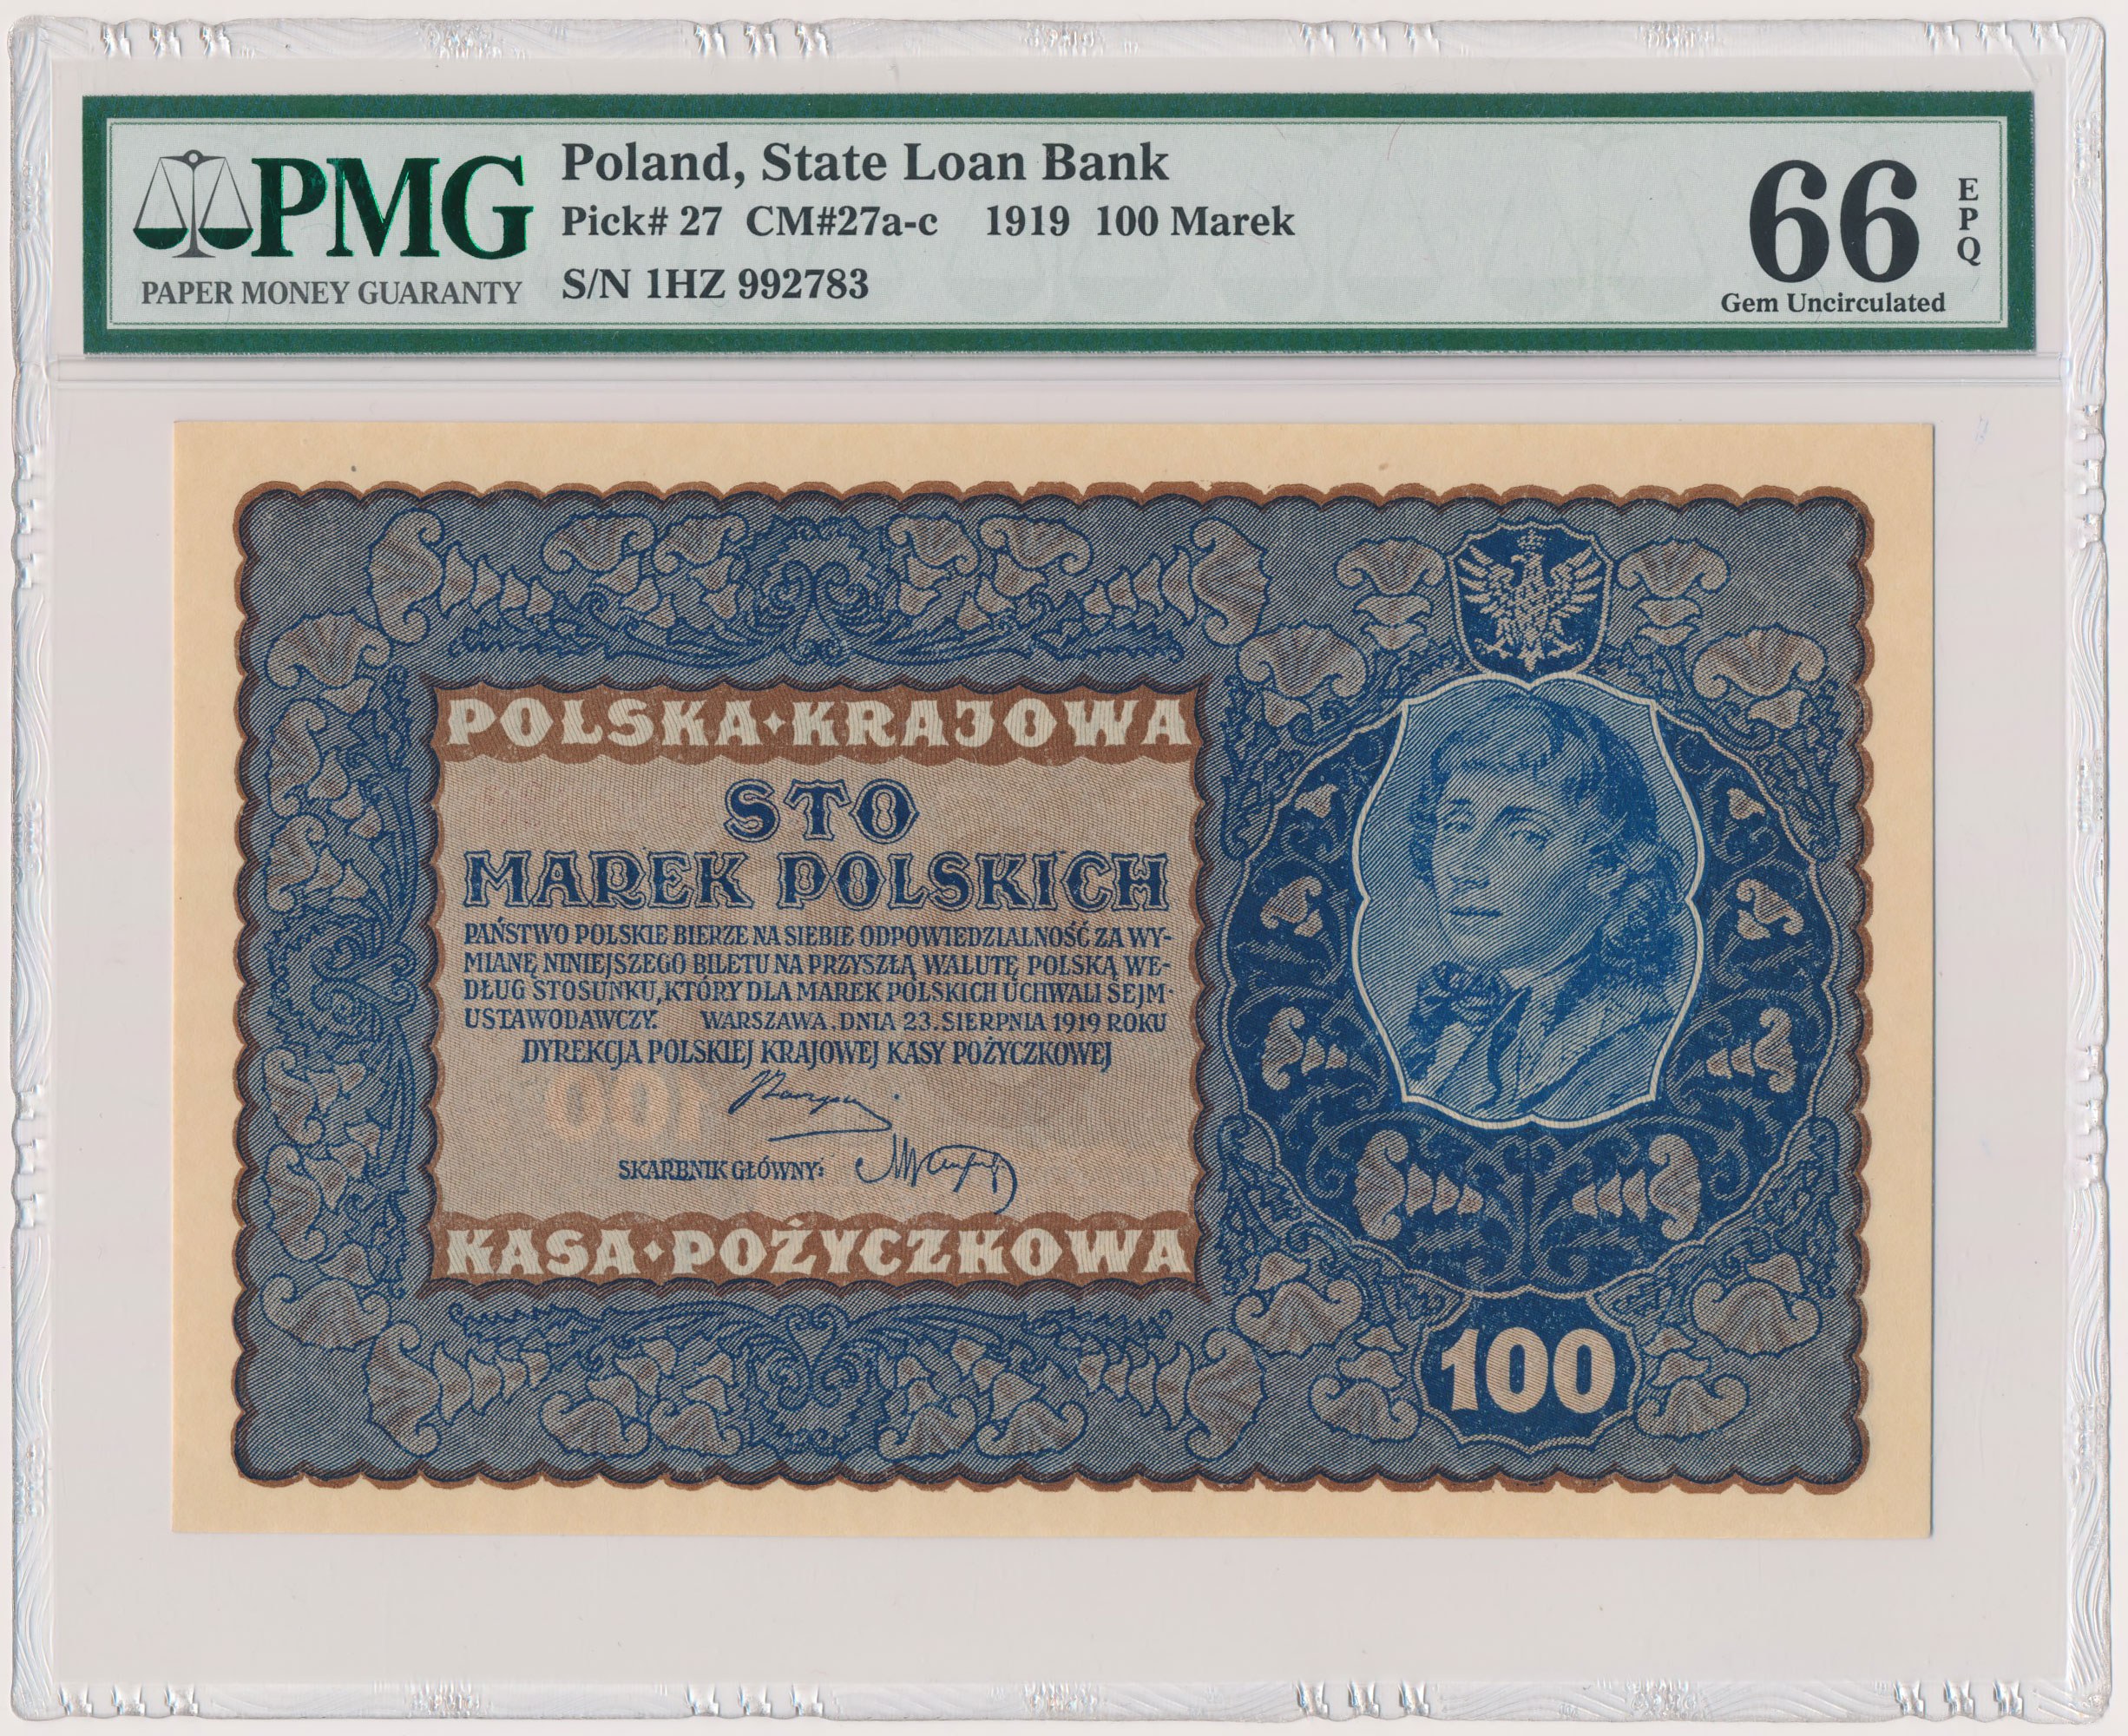 PMG
PAPER MONEY GUARANTY
Poland, State Loan Bank
Pick# 27 CM#27a-c 1919 100 Marek
S/N 1HZ 992783
66
EPQ
Gem Uncirculated
POLSKA·KRAJOWA
STO
MAREK POLSKICH
PAŃSTWO POLSKIE BIERZE NA SIEBIE ODPOWIEDZIALNOŚĆ ZA WY-
MIANĘ NINIEJSZEGO BILETU NA PRZYSZŁĄ WALUTĘ POLSKĄ WE-
DŁUG STOSUNKU, KTÓRY DLA MAREK POLSKICH UCHWALI SEJM-
USTAWODAWCZY. WARSZAWA, DNIA 23. SIERPNIA 1919 ROKU
DYREKCJA POLSKIEJ KRAJOWEJ KASY POŻYCZKOWEJ
SKARBNIK GŁÓWNY:
KASA·POŻYCZKOWA
100